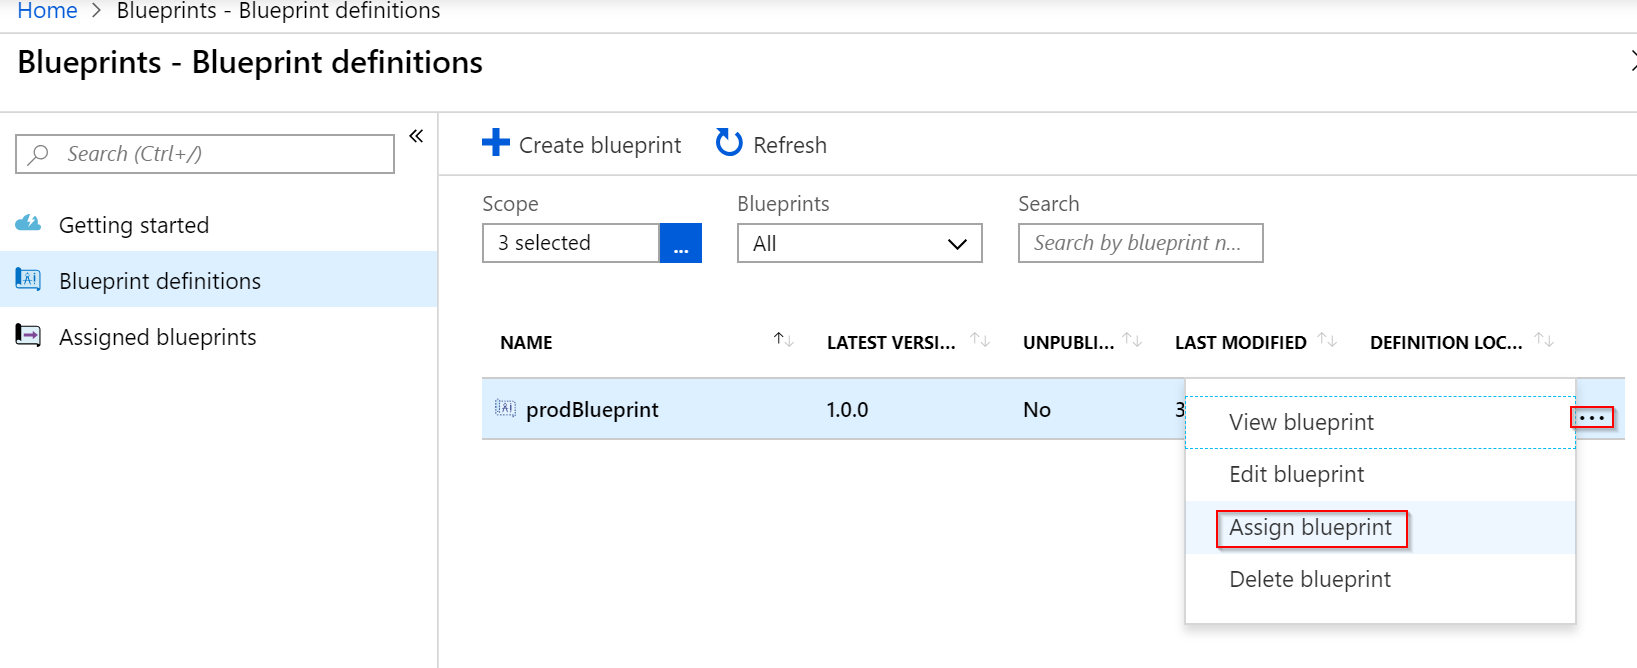 Home > Blueprints - Blueprint definitions
Blueprints - Blueprint definitions
Search (Ctrl+/)
«
Getting started
Blueprint definitions
Assigned blueprints
Create blueprint
Refresh
Scope
Blueprints
Search
3 selected
...
All
Search by blueprint n...
NAME
LATEST VERSI...
UNPUBLI...
LAST MODIFIED
DEFINITION LOC...
prodBlueprint
1.0.0
No
3
...
View blueprint
Edit blueprint
Assign blueprint
Delete blueprint